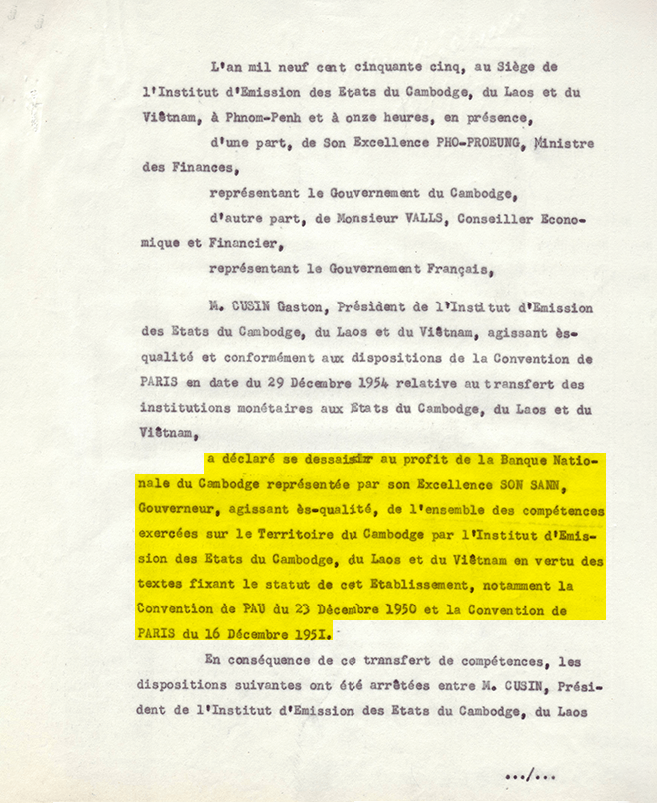 L'an mil neuf cent cinquante cinq, au Siège de
l'Institut d'Emission des Etats du Cambodge, du Laos et du
Viêtnam, à Phnom-Penh et à onze heures, en présence,
d'une part, de Son Excellence PHO-PROEUNG, Ministre
des Finances,
représentant le Gouvernement du Cambodge,
d'autre part, de Monsieur VALLS, Conseiller Econo-
mique et Financier,
représentant le Gouvernement Français,
M. CUSIN Gaston, Président de l'Institut d'Emission
des Etats du Cambodge, du Laos et du Viêtnam, agissant ès-
qualité et conformément aux dispositions de la Convention de
PARIS en date du 29 Décembre 1954 relative au transfert des
institutions monétaires aux Etats du Cambodge, du Laos et du
Viêtnam,
a déclaré se dessaisir au profit de la Banque Natio-
nale du Cambodge représentée par son Excellence SON SANN,
Gouverneur, agissant ès-qualité, de l'ensemble des compétences
exercées sur le Territoire du Cambodge par l'Institut d'Emis-
sion des Etats du Cambodge, du Laos et du Viêtnam en vertu des
textes fixant le statut de cet Etablissement, notamment la
Convention de PAU du 23 Décembre 1950 et la Convention de
PARIS du 16 Décembre 1951.
En conséquence de ce transfert de compétences, les
dispositions suivantes ont été arrêtées entre M. CUSIN, Prési-
dent de l'Institut d'Emission des Etats du Cambodge, du Laos
.../...